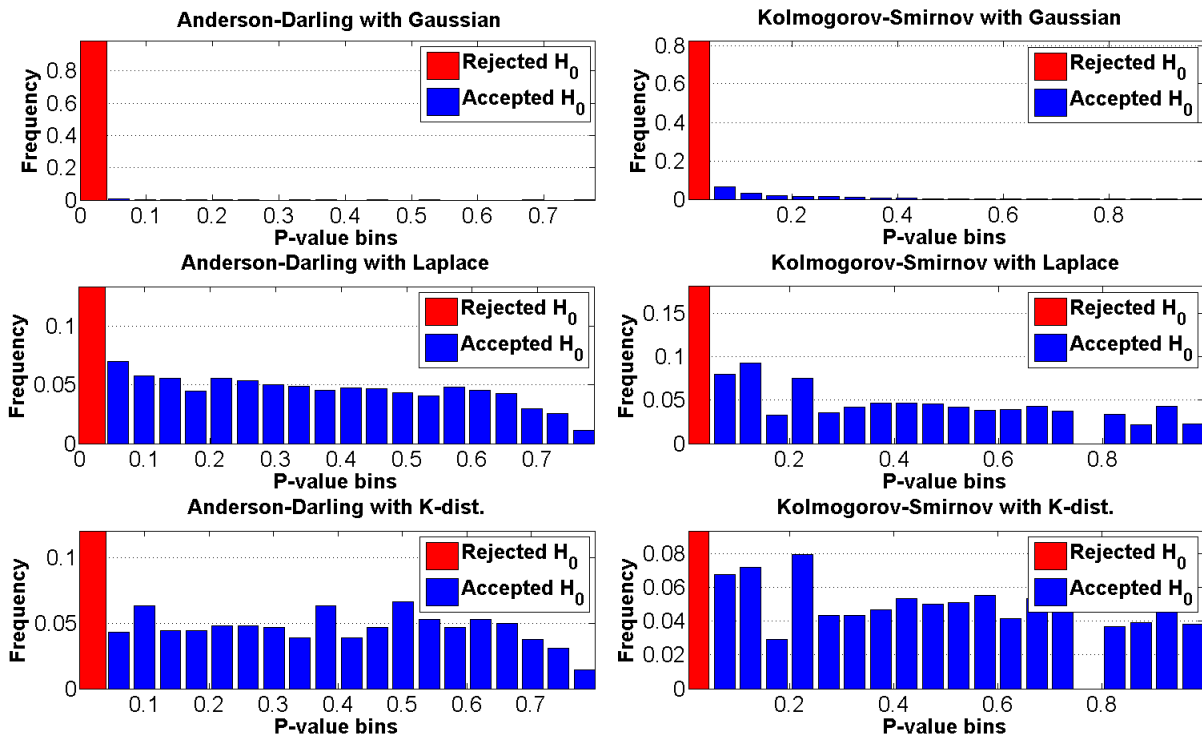 Anderson-Darling with Gaussian
Frequency
0.8
0.6
0.4
0.2
0
0 0.1 0.2 0.3 0.4 0.5 0.6 0.7
P-value bins
Rejected H0
Accepted H0
Kolmogorov-Smirnov with Gaussian
Frequency
0.8
0.6
0.4
0.2
0
0.2 0.4 0.6 0.8
P-value bins
Rejected H0
Accepted H0
Anderson-Darling with Laplace
Frequency
0.1
0.05
0
0 0.1 0.2 0.3 0.4 0.5 0.6 0.7
P-value bins
Rejected H0
Accepted H0
Kolmogorov-Smirnov with Laplace
Frequency
0.15
0.1
0.05
0
0.2 0.4 0.6 0.8
P-value bins
Rejected H0
Accepted H0
Anderson-Darling with K-dist.
Frequency
0.1
0.05
0
0.1 0.2 0.3 0.4 0.5 0.6 0.7
P-value bins
Rejected H0
Accepted H0
Kolmogorov-Smirnov with K-dist.
Frequency
0.08
0.06
0.04
0.02
0
0.2 0.4 0.6 0.8
P-value bins
Rejected H0
Accepted H0